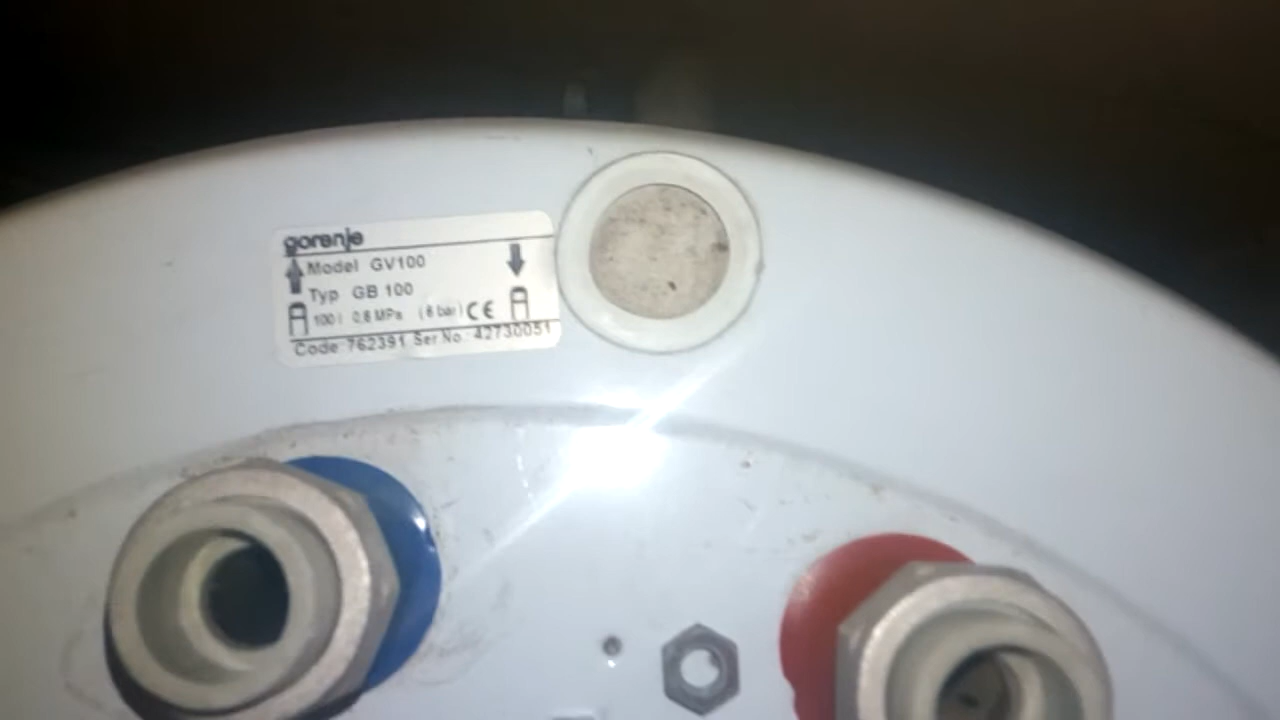 gorenje
Model GV100
Typ GB 100
100 l 0,6 MPa (6 bar) CE
Code 762391 Ser No.: 42730051